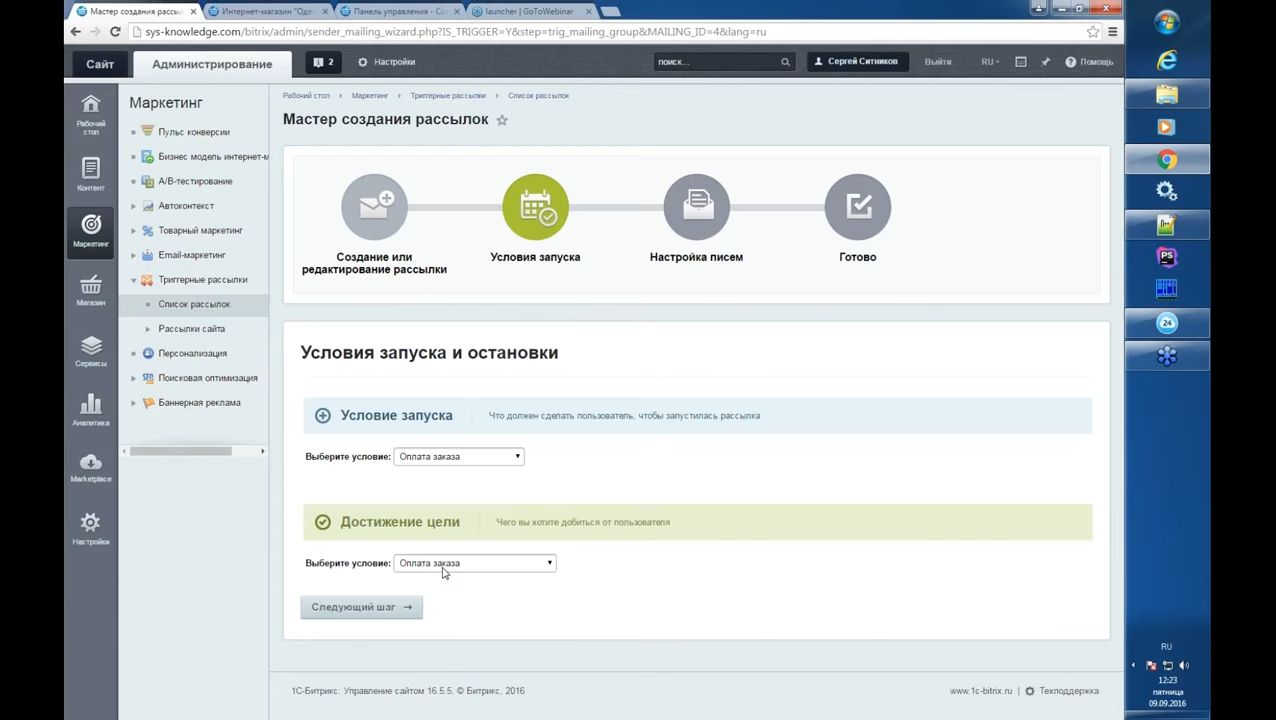 Мастер создания рассыл
Интернет-магазин "Оде
Панель управления - Со
launcher | GoToWebinar
sys-knowledge.com/bitrix/admin/sender_mailing_wizard.php?IS_TRIGGER=Y&step=trig_mailing_group&MAILING_ID=4&lang=ru
Сайт
Администрирование
2
Настройки
поиск...
Сергей Ситников
Выйти
RU
Помощь
Рабочий стол
Контент
Маркетинг
Магазин
Сервисы
Аналитика
Marketplace
Настройки
Маркетинг
Пульс конверсии
Бизнес модель интернет-м
A/B-тестирование
Автоконтекст
Товарный маркетинг
Email-маркетинг
Триггерные рассылки
Список рассылок
Рассылки сайта
Персонализация
Поисковая оптимизация
Баннерная реклама
Рабочий стол
Маркетинг
Триггерные рассылки
Список рассылок
Мастер создания рассылок
Создание или
редактирование рассылки
Условия запуска
Настройка писем
Готово
Условия запуска и остановки
Условие запуска
Что должен сделать пользователь, чтобы запустилась рассылка
Выберите условие: Оплата заказа
Достижение цели
Чего вы хотите добиться от пользователя
Выберите условие: Оплата заказа
Следующий шаг →
1С-Битрикс: Управление сайтом 16.5.5. © Битрикс, 2016
www.1c-bitrix.ru
Техподдержка
PS
24
RU
12:23
пятница
09.09.2016